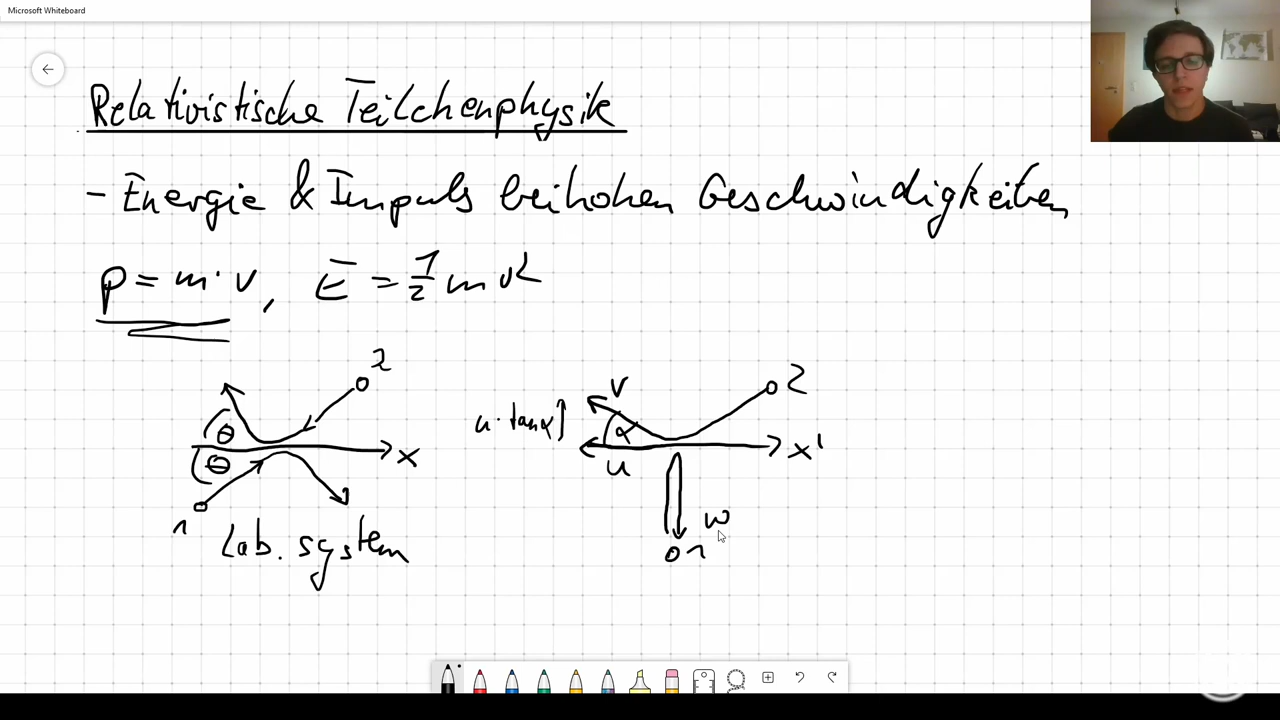 Microsoft Whiteboard
Relativistische Teilchenphysik
- Energie & Impuls bei hohen Geschwindigkeiten
p = m · v, E = 1/2 m v²
2
θ
θ
x
1
Lab. system
v
2
u · tan α
α
x'
u
w
1